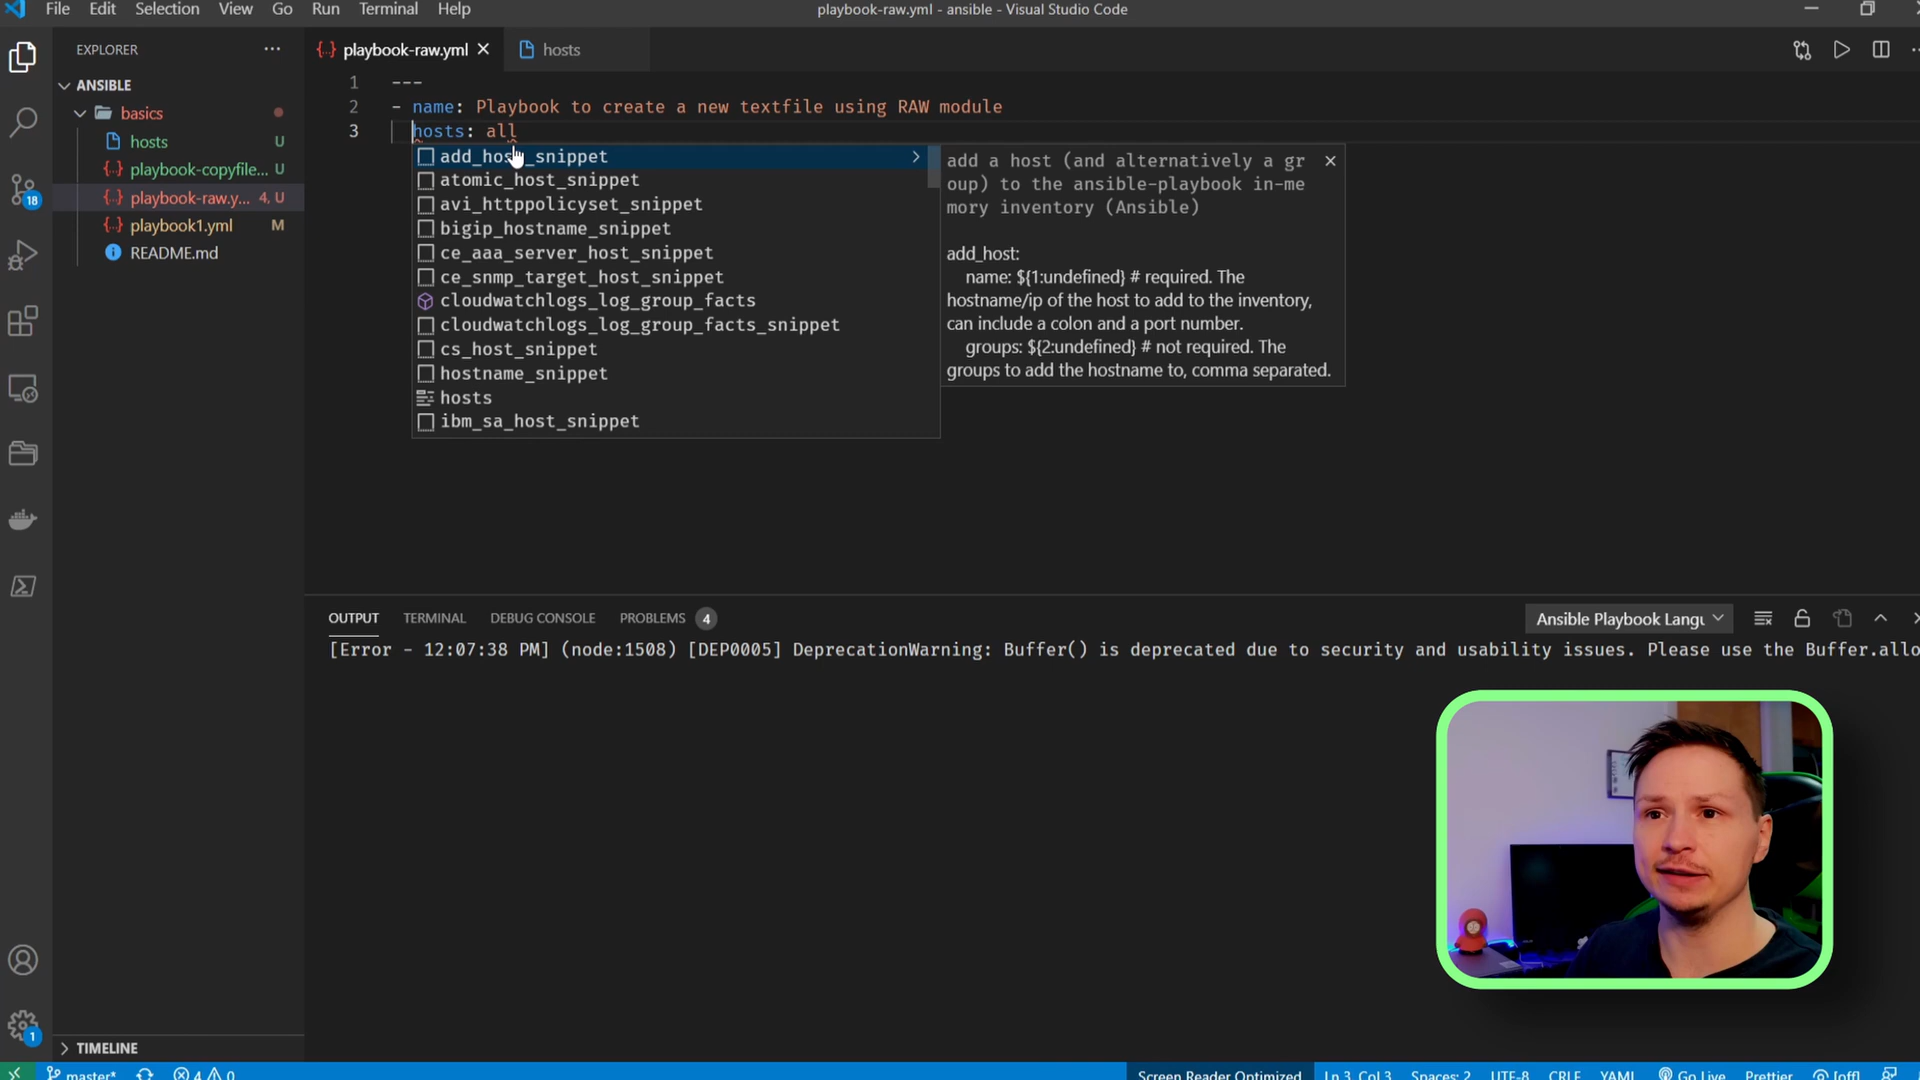 File Edit Selection View Go Run Terminal Help
playbook-raw.yml - ansible - Visual Studio Code
EXPLORER
ANSIBLE
basics
hosts U
playbook-copyfile... U
playbook-raw.y... 4, U
playbook1.yml M
README.md
TIMELINE
18
1
playbook-raw.yml
hosts
1 ---
2 - name: Playbook to create a new textfile using RAW module
3 hosts: all
add_host_snippet
atomic_host_snippet
avi_httppolicyset_snippet
bigip_hostname_snippet
ce_aaa_server_host_snippet
ce_snmp_target_host_snippet
cloudwatchlogs_log_group_facts
cloudwatchlogs_log_group_facts_snippet
cs_host_snippet
hostname_snippet
hosts
ibm_sa_host_snippet
add a host (and alternatively a gr
oup) to the ansible-playbook in-me
mory inventory (Ansible)
add_host:
name: ${1:undefined} # required. The
hostname/ip of the host to add to the inventory,
can include a colon and a port number.
groups: ${2:undefined} # not required. The
groups to add the hostname to, comma separated.
OUTPUT TERMINAL DEBUG CONSOLE PROBLEMS 4
Ansible Playbook Langu
[Error - 12:07:38 PM] (node:1508) [DEP0005] DeprecationWarning: Buffer() is deprecated due to security and usability issues. Please use the Buffer.allo
master* 4 0
Screen Reader Optimized Ln 3, Col 3 Spaces: 2 UTF-8 CRLF YAML Go Live Prettier [off]